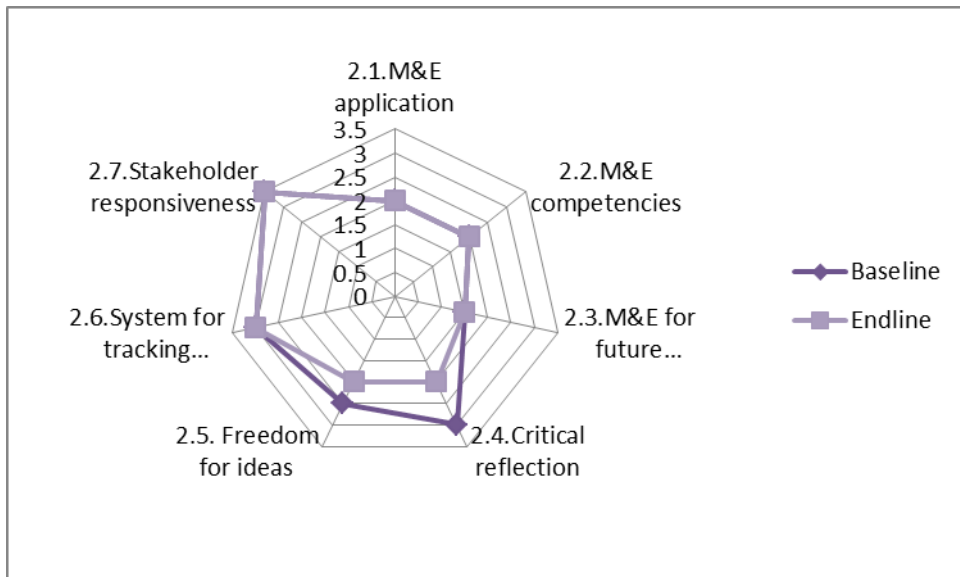 2.1.M&E
application
3.5
3
2.5
2
1.5
1
0.5
0
2.2.M&E
competencies
2.3.M&E for
future...
2.4.Critical
reflection
2.5. Freedom
for ideas
2.6.System for
tracking...
2.7.Stakeholder
responsiveness
Baseline
Endline